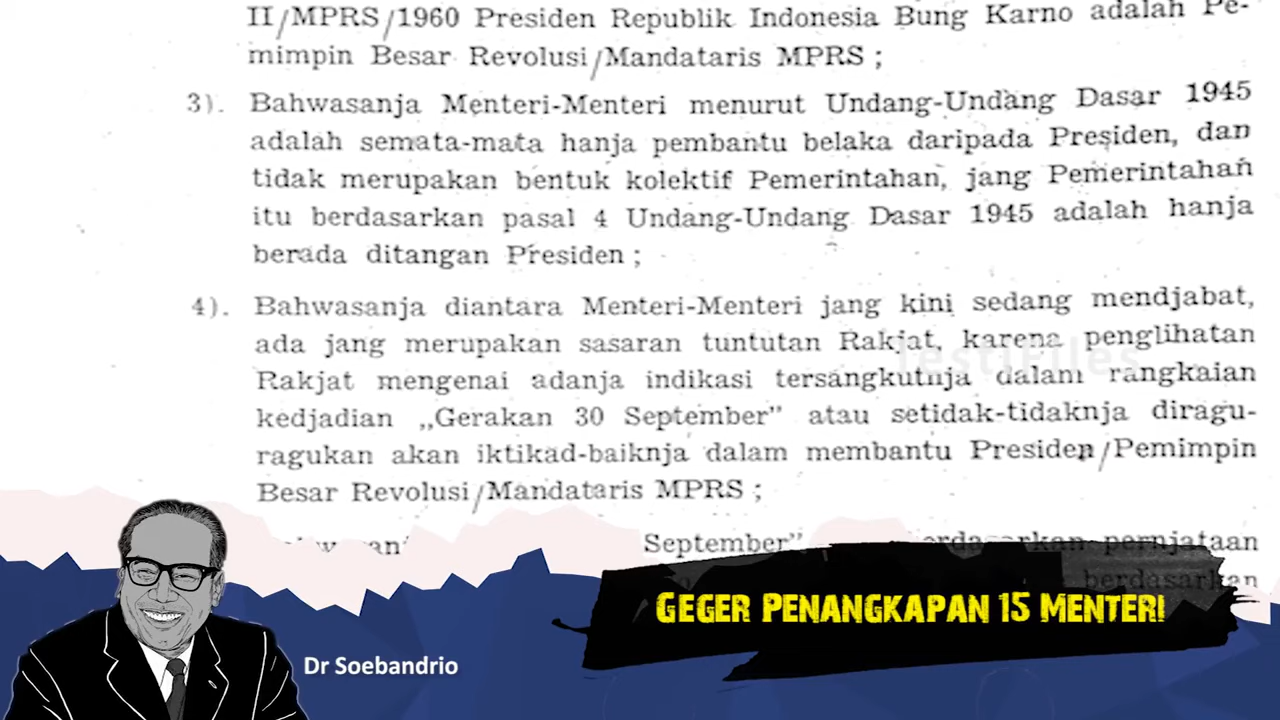 II/MPRS/1960 Presiden Republik Indonesia Bung Karno adalah Pe-
mimpin Besar Revolusi/Mandataris MPRS ;
3). Bahwasanja Menteri-Menteri menurut Undang-Undang Dasar 1945
adalah semata-mata hanja pembantu belaka daripada Presiden, dan
tidak merupakan bentuk kolektif Pemerintahan, jang Pemerintahan
itu berdasarkan pasal 4 Undang-Undang Dasar 1945 adalah hanja
berada ditangan Presiden ;
4). Bahwasanja diantara Menteri-Menteri jang kini sedang mendjabat,
ada jang merupakan sasaran tuntutan Rakjat, karena penglihatan
TestiFiles
Rakjat mengenai adanja indikasi tersangkutnja dalam rangkaian
kedjadian „Gerakan 30 September” atau setidak-tidaknja diragu-
ragukan akan iktikad-baiknja dalam membantu Presiden/Pemimpin
Besar Revolusi/Mandataris MPRS ;
September” berdasarkan pernjataan
berdasarkan
GEGER PENANGKAPAN 15 MENTERI
Dr Soebandrio